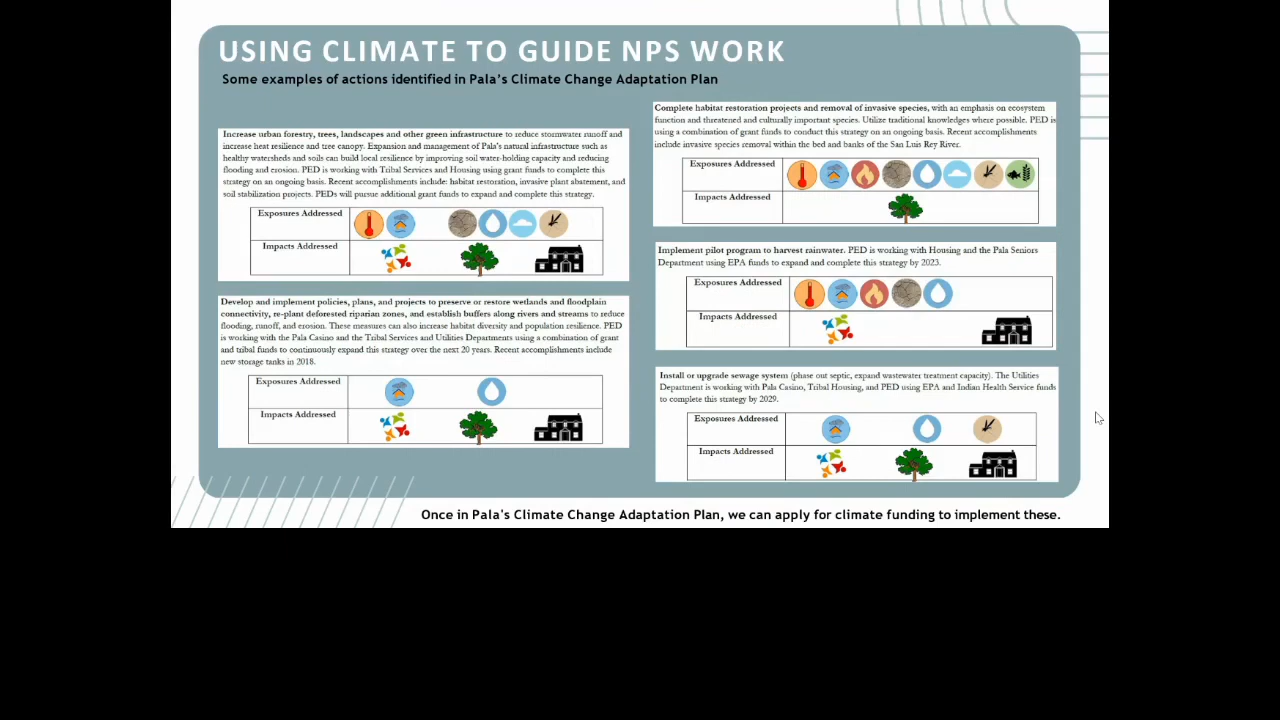 USING CLIMATE TO GUIDE NPS WORK
Some examples of actions identified in Pala's Climate Change Adaptation Plan
Increase urban forestry, trees, landscapes and other green infrastructure to reduce stormwater runoff and
increase heat resilience and tree canopy. Expansion and management of Pala's natural infrastructure such as
healthy watersheds and soils can build local resilience by improving soil water-holding capacity and reducing
flooding and erosion. PED is working with Tribal Services and Housing using grant funds to complete this
strategy on an ongoing basis. Recent accomplishments include: habitat restoration, invasive plant abatement, and
soil stabilization projects. PEDs will pursue additional grant funds to expand and complete this strategy.
Exposures Addressed
Impacts Addressed
Develop and implement policies, plans, and projects to preserve or restore wetlands and floodplain
connectivity, re-plant deforested riparian zones, and establish buffers along rivers and streams to reduce
flooding, runoff, and erosion. These measures can also increase habitat diversity and population resilience. PED
is working with the Pala Casino and the Tribal Services and Utilities Departments using a combination of grant
and tribal funds to continuously expand this strategy over the next 20 years. Recent accomplishments include
new storage tanks in 2018.
Exposures Addressed
Impacts Addressed
Complete habitat restoration projects and removal of invasive species, with an emphasis on ecosystem
function and threatened and culturally important species. Utilize traditional knowledges where possible. PED is
using a combination of grant funds to conduct this strategy on an ongoing basis. Recent accomplishments
include invasive species removal within the bed and banks of the San Luis Rey River.
Exposures Addressed
Impacts Addressed
Implement pilot program to harvest rainwater. PED is working with Housing and the Pala Seniors
Department using EPA funds to expand and complete this strategy by 2023.
Exposures Addressed
Impacts Addressed
Install or upgrade sewage system (phase out septic, expand wastewater treatment capacity). The Utilities
Department is working with Pala Casino, Tribal Housing, and PED using EPA and Indian Health Service funds
to complete this strategy by 2029.
Exposures Addressed
Impacts Addressed
Once in Pala's Climate Change Adaptation Plan, we can apply for climate funding to implement these.